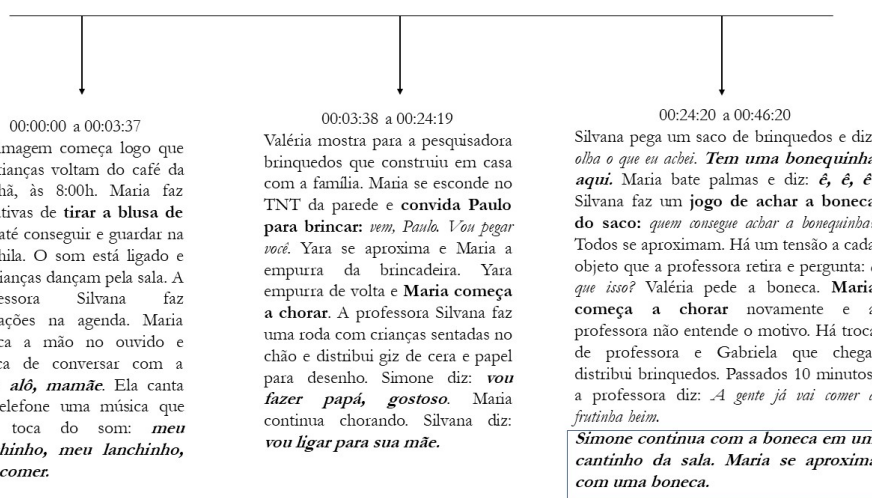 00:00:00 a 00:03:37
imagem começa logo que
rianças voltam do café da
hã, às 8:00h. Maria faz
tivas de tirar a blusa de
até conseguir e guardar na
hila. O som está ligado e
ianças dançam pela sala. A
essora Silvana faz
ações na agenda. Maria
ca a mão no ouvido e
ca de conversar com a
alô, mamãe. Ela canta
elefone uma música que
toca do som: meu
hinho, meu lanchinho,
comer.
00:03:38 a 00:24:19
Valéria mostra para a pesquisadora
brinquedos que construiu em casa
com a família. Maria se esconde no
TNT da parede e convida Paulo
para brincar: vem, Paulo. Vou pegar
você. Yara se aproxima e Maria a
empurra da brincadeira. Yara
empurra de volta e Maria começa
a chorar. A professora Silvana faz
uma roda com crianças sentadas no
chão e distribui giz de cera e papel
para desenho. Simone diz: vou
fazer papá, gostoso. Maria
continua chorando. Silvana diz:
vou ligar para sua mãe.
00:24:20 a 00:46:20
Silvana pega um saco de brinquedos e diz
olha o que eu achei. Tem uma bonequinha
aqui. Maria bate palmas e diz: ê, ê, ê
Silvana faz um jogo de achar a boneca
do saco: quem consegue achar a bonequinha
Todos se aproximam. Há um tensão a cada
objeto que a professora retira e pergunta:
que isso? Valéria pede a boneca. Maria
começa a chorar novamente e a
professora não entende o motivo. Há troca
de professora e Gabriela que chega
distribui brinquedos. Passados 10 minutos
a professora diz: A gente já vai comer a
frutinha heim.
Simone continua com a boneca em um
cantinho da sala. Maria se aproxima
com uma boneca.